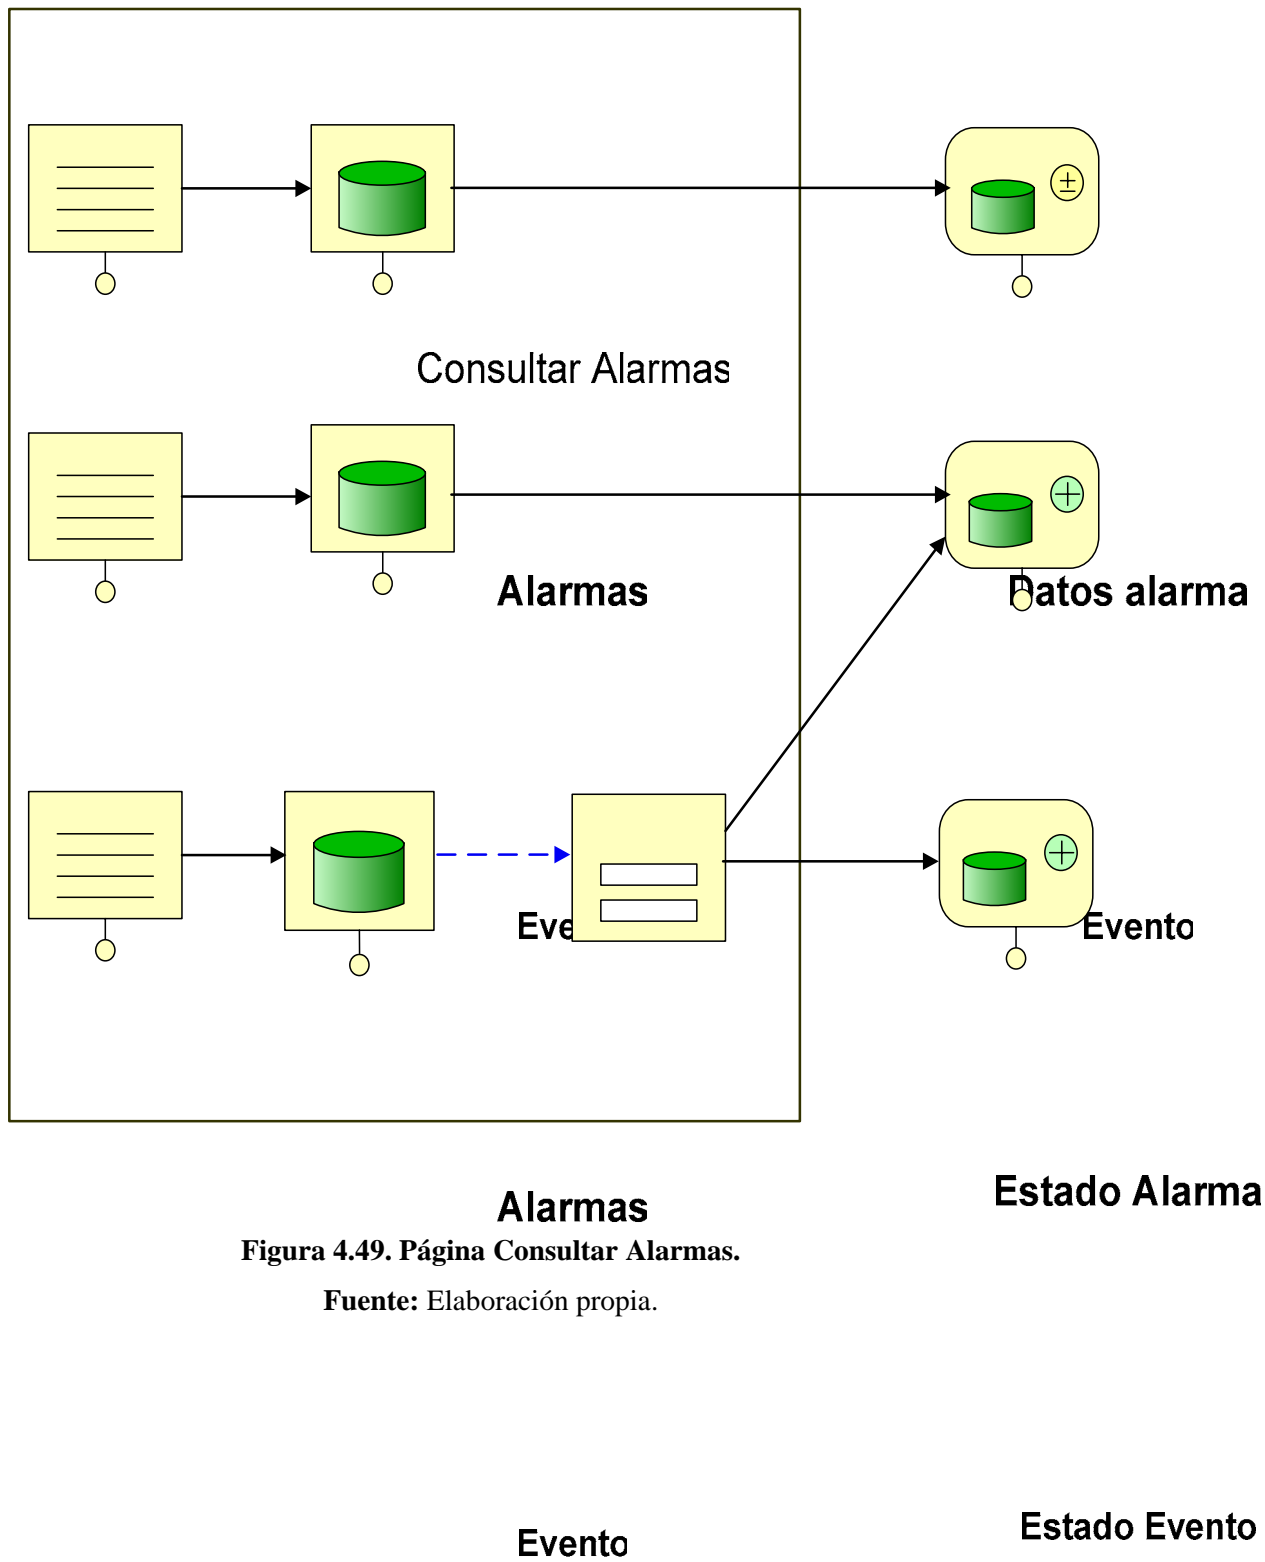 Consultar Alarmas
Alarmas
Datos alarma
Eve
Evento
Alarmas
Estado Alarma
Figura 4.49. Página Consultar Alarmas.
Fuente: Elaboración propia.
Evento
Estado Evento